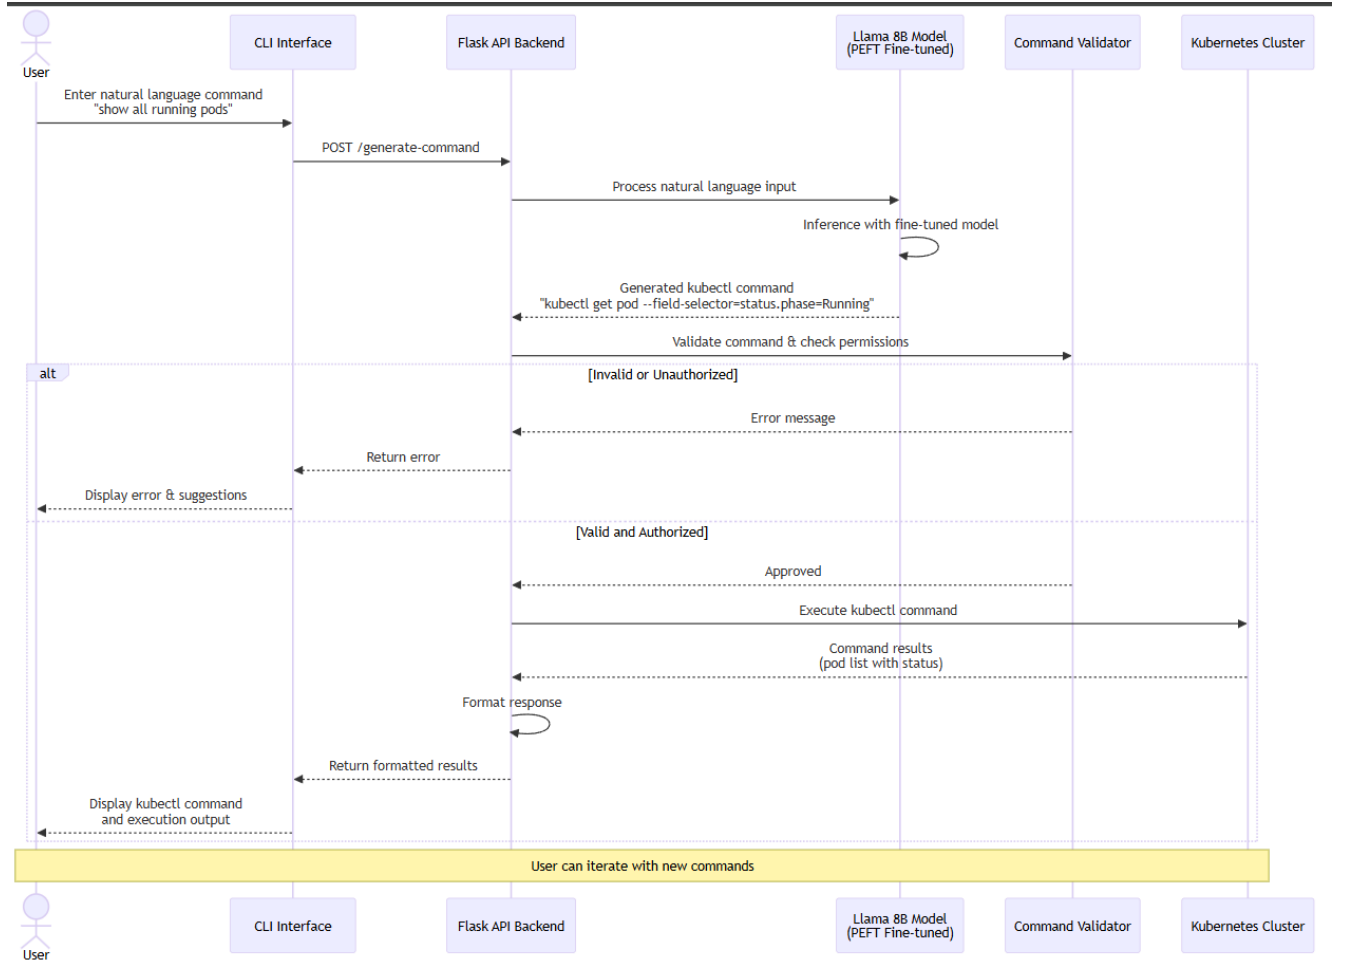 User
CLI Interface
Flask API Backend
Llama 8B Model
(PEFT Fine-tuned)
Command Validator
Kubernetes Cluster
Enter natural language command
"show all running pods"
POST /generate-command
Process natural language input
Inference with fine-tuned model
Generated kubectl command
"kubectl get pod --field-selector=status.phase=Running"
Validate command & check permissions
alt
[Invalid or Unauthorized]
Error message
Return error
Display error & suggestions
[Valid and Authorized]
Approved
Execute kubectl command
Command results
(pod list with status)
Format response
Return formatted results
Display kubectl command
and execution output
User can iterate with new commands
User
CLI Interface
Flask API Backend
Llama 8B Model
(PEFT Fine-tuned)
Command Validator
Kubernetes Cluster